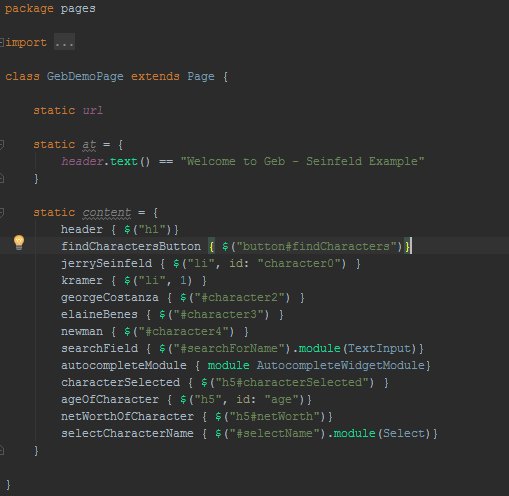 package pages
import ...
class GebDemoPage extends Page {
static url
static at = {
header.text() == "Welcome to Geb - Seinfeld Example"
}
static content = {
header { $("h1")}
findCharactersButton { $("button#findCharacters")}
jerrySeinfeld { $("li", id: "character0") }
kramer { $("li", 1) }
georgeCostanza { $("#character2") }
elaineBenes { $("#character3") }
newman { $("#character4") }
searchField { $("#searchForName").module(TextInput)}
autocompleteModule { module AutocompleteWidgetModule}
characterSelected { $("h5#characterSelected") }
ageOfCharacter { $("h5", id: "age")}
netWorthOfCharacter { $("h5#netWorth")}
selectCharacterName { $("#selectName").module(Select)}
}
}